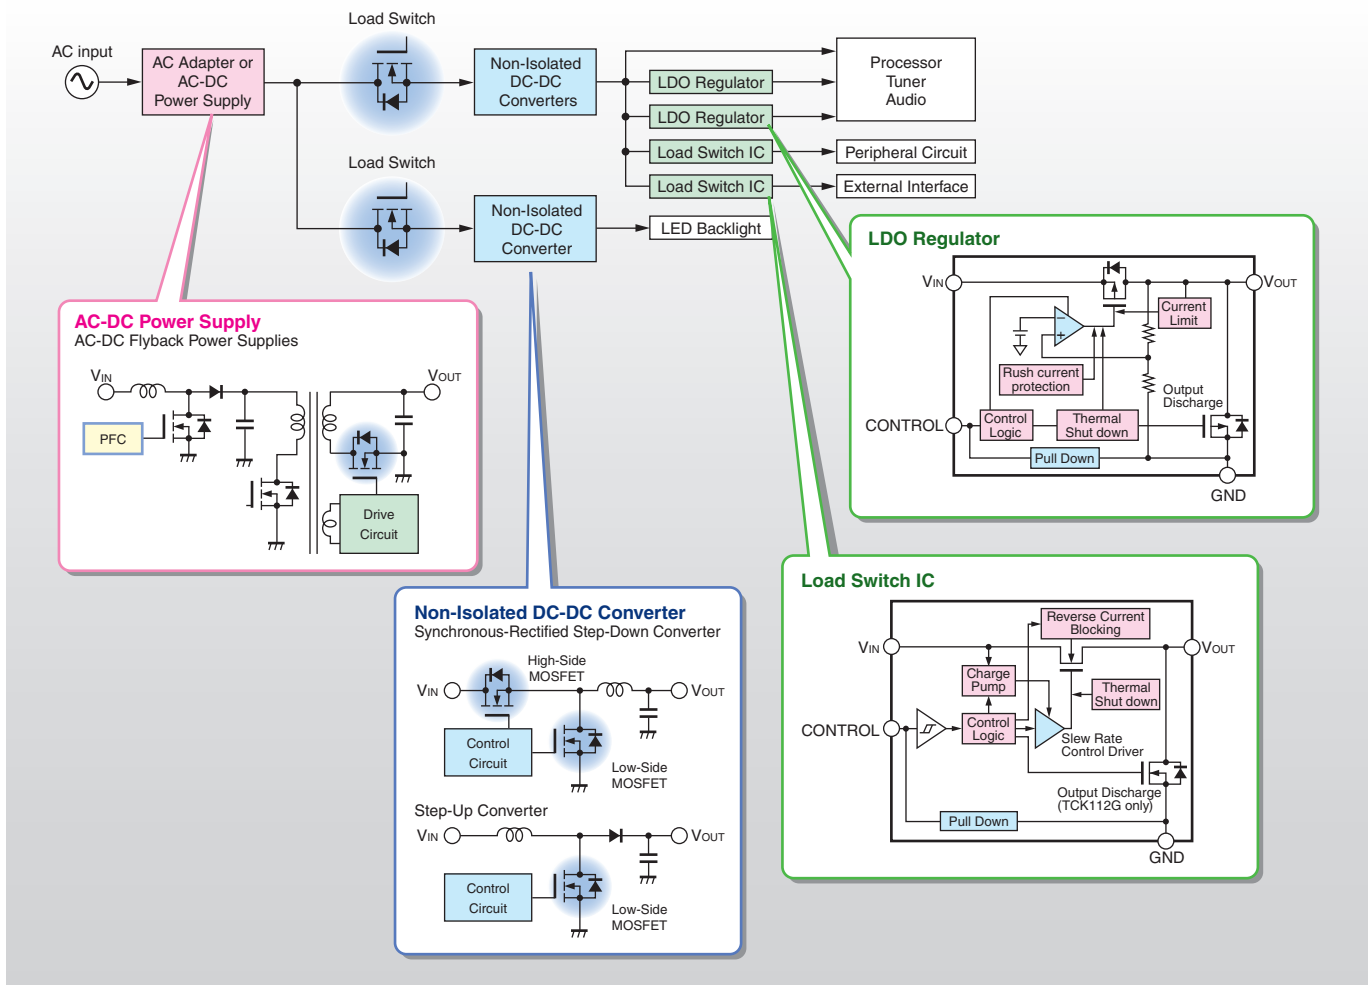 Load Switch
AC input
AC Adapter or
AC-DC
Power Supply
Non-Isolated
DC-DC
Converters
LDO Regulator
LDO Regulator
Load Switch IC
Load Switch IC
Processor
Tuner
Audio
Peripheral Circuit
External Interface
Load Switch
Non-Isolated
DC-DC
Converter
LED Backlight
AC-DC Power Supply
AC-DC Flyback Power Supplies
VIN
VOUT
PFC
Drive
Circuit
LDO Regulator
VIN
VOUT
Current
Limit
−
+
Rush current
protection
Output
Discharge
CONTROL
Control
Logic
Thermal
Shut down
Pull Down
GND
Non-Isolated DC-DC Converter
Synchronous-Rectified Step-Down Converter
High-Side
MOSFET
VIN
VOUT
Control
Circuit
Low-Side
MOSFET
Step-Up Converter
VIN
VOUT
Control
Circuit
Low-Side
MOSFET
Load Switch IC
Reverse Current
Blocking
VIN
VOUT
Charge
Pump
Thermal
Shut down
CONTROL
Control
Logic
Slew Rate
Control Driver
Output Discharge
(TCK112G only)
Pull Down
GND